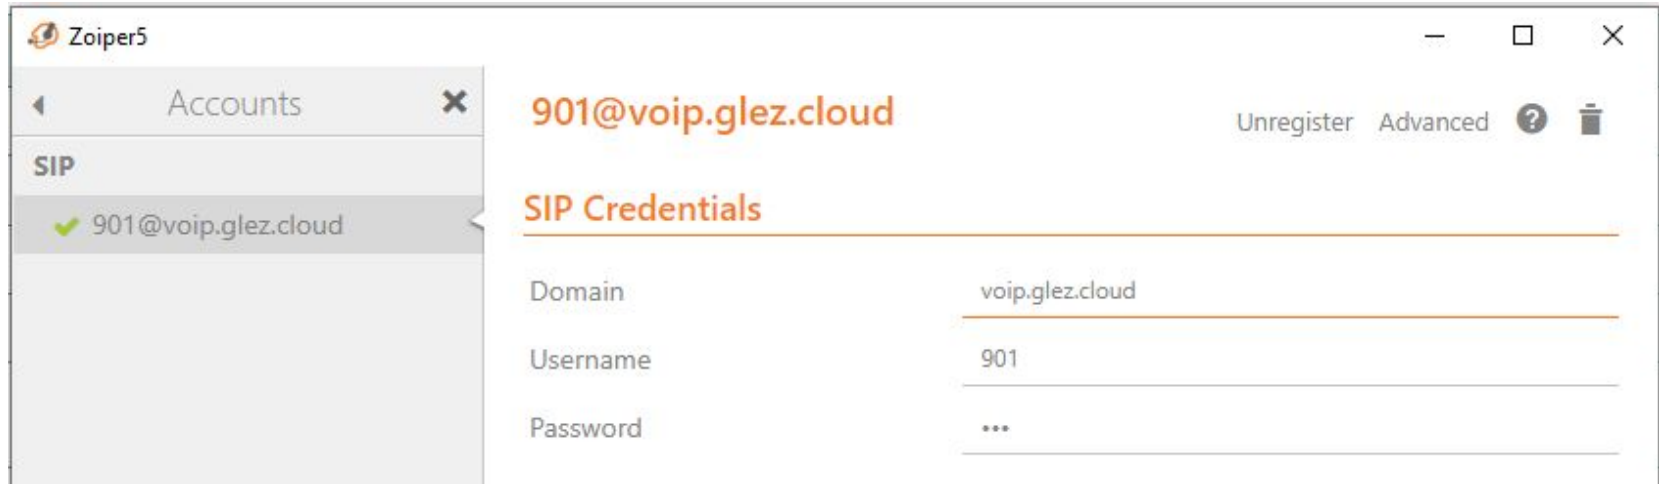 Zoiper5
Accounts
SIP
901@voip.glez.cloud
901@voip.glez.cloud
Unregister Advanced ?
SIP Credentials
Domain voip.glez.cloud
Username 901
Password •••